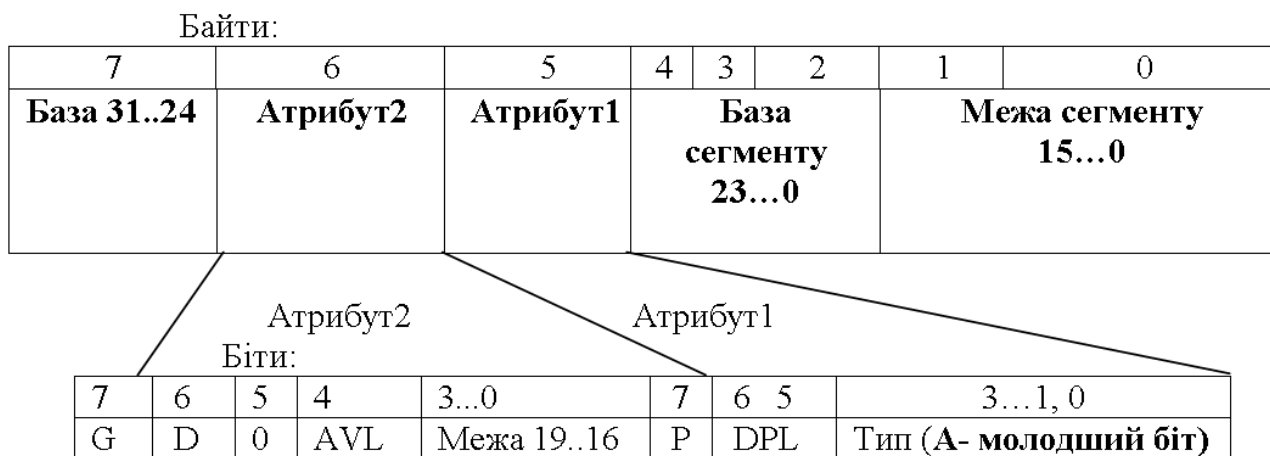 Байти:
7 6 5 4 3 2 1 0
База 31..24 Атрибут2 Атрибут1 База Межа сегменту
сегменту 15…0
23…0
Атрибут2 Атрибут1
Біти:
7 6 5 4 3...0 7 6 5 3…1, 0
G D 0 AVL Межа 19..16 P DPL Тип (А- молодший біт)